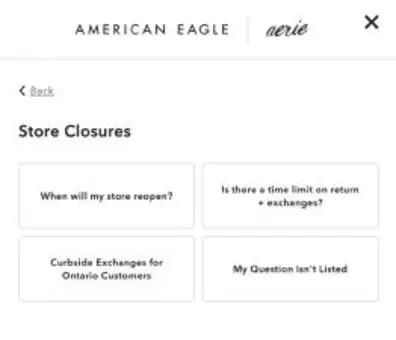 AMERICAN EAGLE aerie
Back
Store Closures
When will my store reopen?
Is there a time limit on return
+ exchanges?
Curbside Exchanges for
Ontario Customers
My Question Isn't Listed